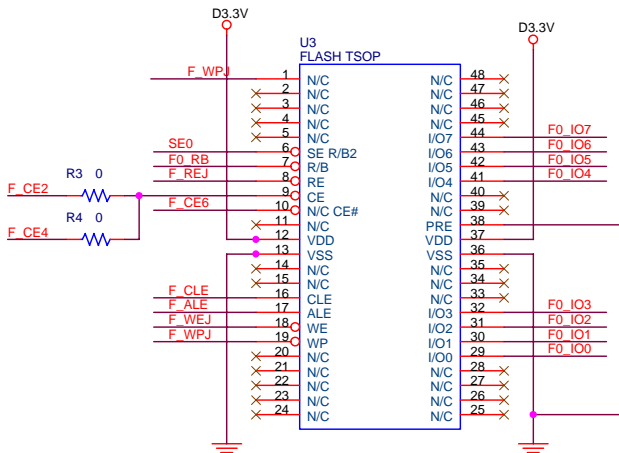 D3.3V
D3.3V
U3
FLASH TSOP
F_WPJ 1 N/C N/C 48
2 N/C N/C 47
3 N/C N/C 46
4 N/C N/C 45
5 N/C I/O7 44 F0_IO7
SE0 6 SE R/B2 I/O6 43 F0_IO6
F0_RB 7 R/B I/O5 42 F0_IO5
F_REJ 8 RE I/O4 41 F0_IO4
R3 0
F_CE2 9 CE N/C 40
F_CE6 10 N/C CE# N/C 39
R4 0
F_CE4
11 N/C PRE 38
12 VDD VDD 37
13 VSS VSS 36
14 N/C N/C 35
15 N/C N/C 34
F_CLE 16 CLE N/C 33
F_ALE 17 ALE I/O3 32 F0_IO3
F_WEJ 18 WE I/O2 31 F0_IO2
F_WPJ 19 WP I/O1 30 F0_IO1
20 N/C I/O0 29 F0_IO0
21 N/C N/C 28
22 N/C N/C 27
23 N/C N/C 26
24 N/C N/C 25